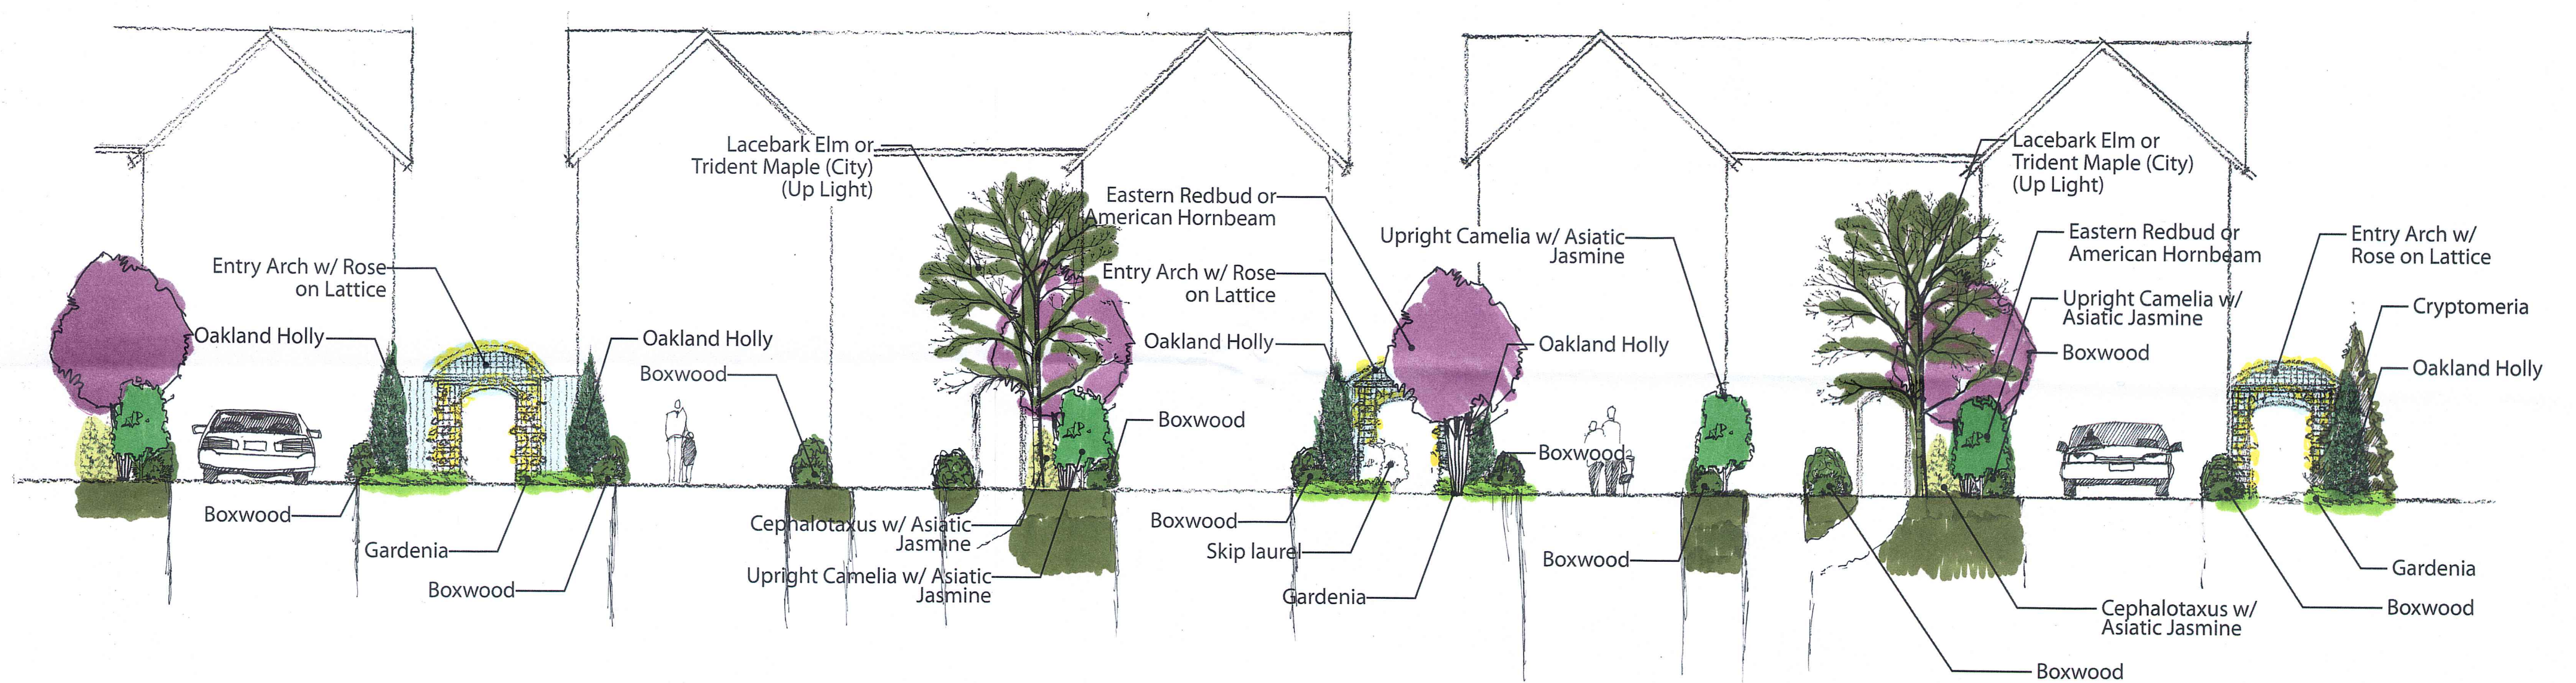 Lacebark Elm or
Trident Maple (City)
(Up Light)
Eastern Redbud or
American Hornbeam
Upright Camelia w/ Asiatic
Jasmine
Lacebark Elm or
Trident Maple (City)
(Up Light)
Eastern Redbud or
American Hornbeam
Entry Arch w/
Rose on Lattice
Entry Arch w/ Rose
on Lattice
Entry Arch w/ Rose
on Lattice
Upright Camelia w/
Asiatic Jasmine
Cryptomeria
Oakland Holly
Oakland Holly
Oakland Holly
Oakland Holly
Boxwood
Boxwood
Oakland Holly
Boxwood
Boxwood
Boxwood
Gardenia
Boxwood
Cephalotaxus w/ Asiatic
Jasmine
Upright Camelia w/ Asiatic
Jasmine
Boxwood
Skip laurel
Gardenia
Boxwood
Gardenia
Boxwood
Cephalotaxus w/
Asiatic Jasmine
Boxwood